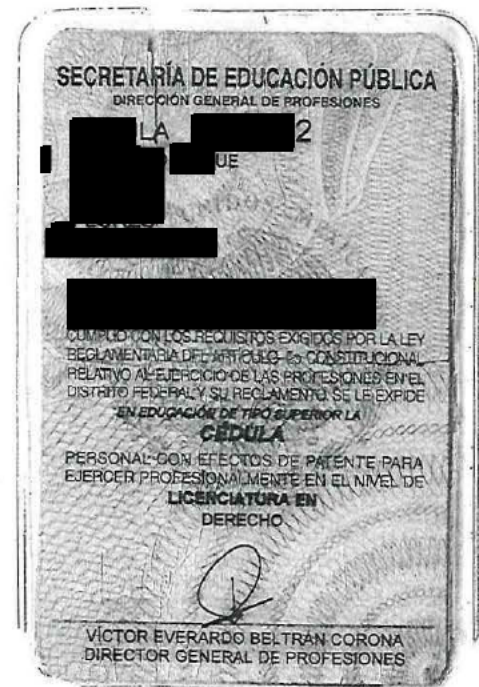 SECRETARÍA DE EDUCACIÓN PÚBLICA
DIRECCIÓN GENERAL DE PROFESIONES
LA 2
UE
CUMPLIÓ CON LOS REQUISITOS EXIGIDOS POR LA LEY
REGLAMENTARIA DEL ARTÍCULO 5o CONSTITUCIONAL
RELATIVO AL EJERCICIO DE LAS PROFESIONES EN EL
DISTRITO FEDERAL Y SU REGLAMENTO SE LE EXPIDE
EN EDUCACIÓN DE TIPO SUPERIOR LA
CÉDULA
PERSONAL CON EFECTOS DE PATENTE PARA
EJERCER PROFESIONALMENTE EN EL NIVEL DE
LICENCIATURA EN
DERECHO
VÍCTOR EVERARDO BELTRÁN CORONA
DIRECTOR GENERAL DE PROFESIONES